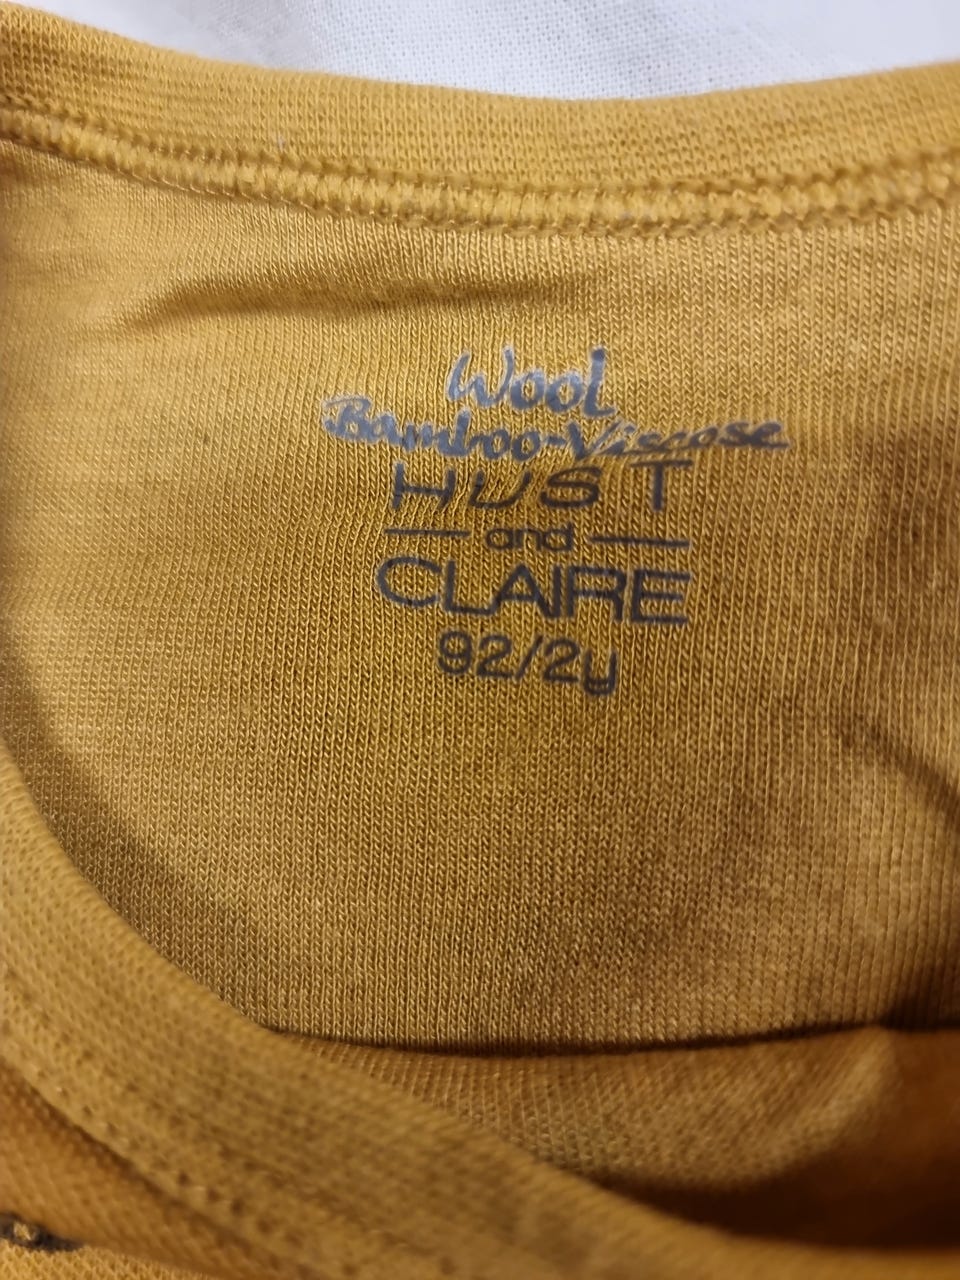 Wool
Bamboo-Viscose
HUST
and
CLAIRE
92/2y